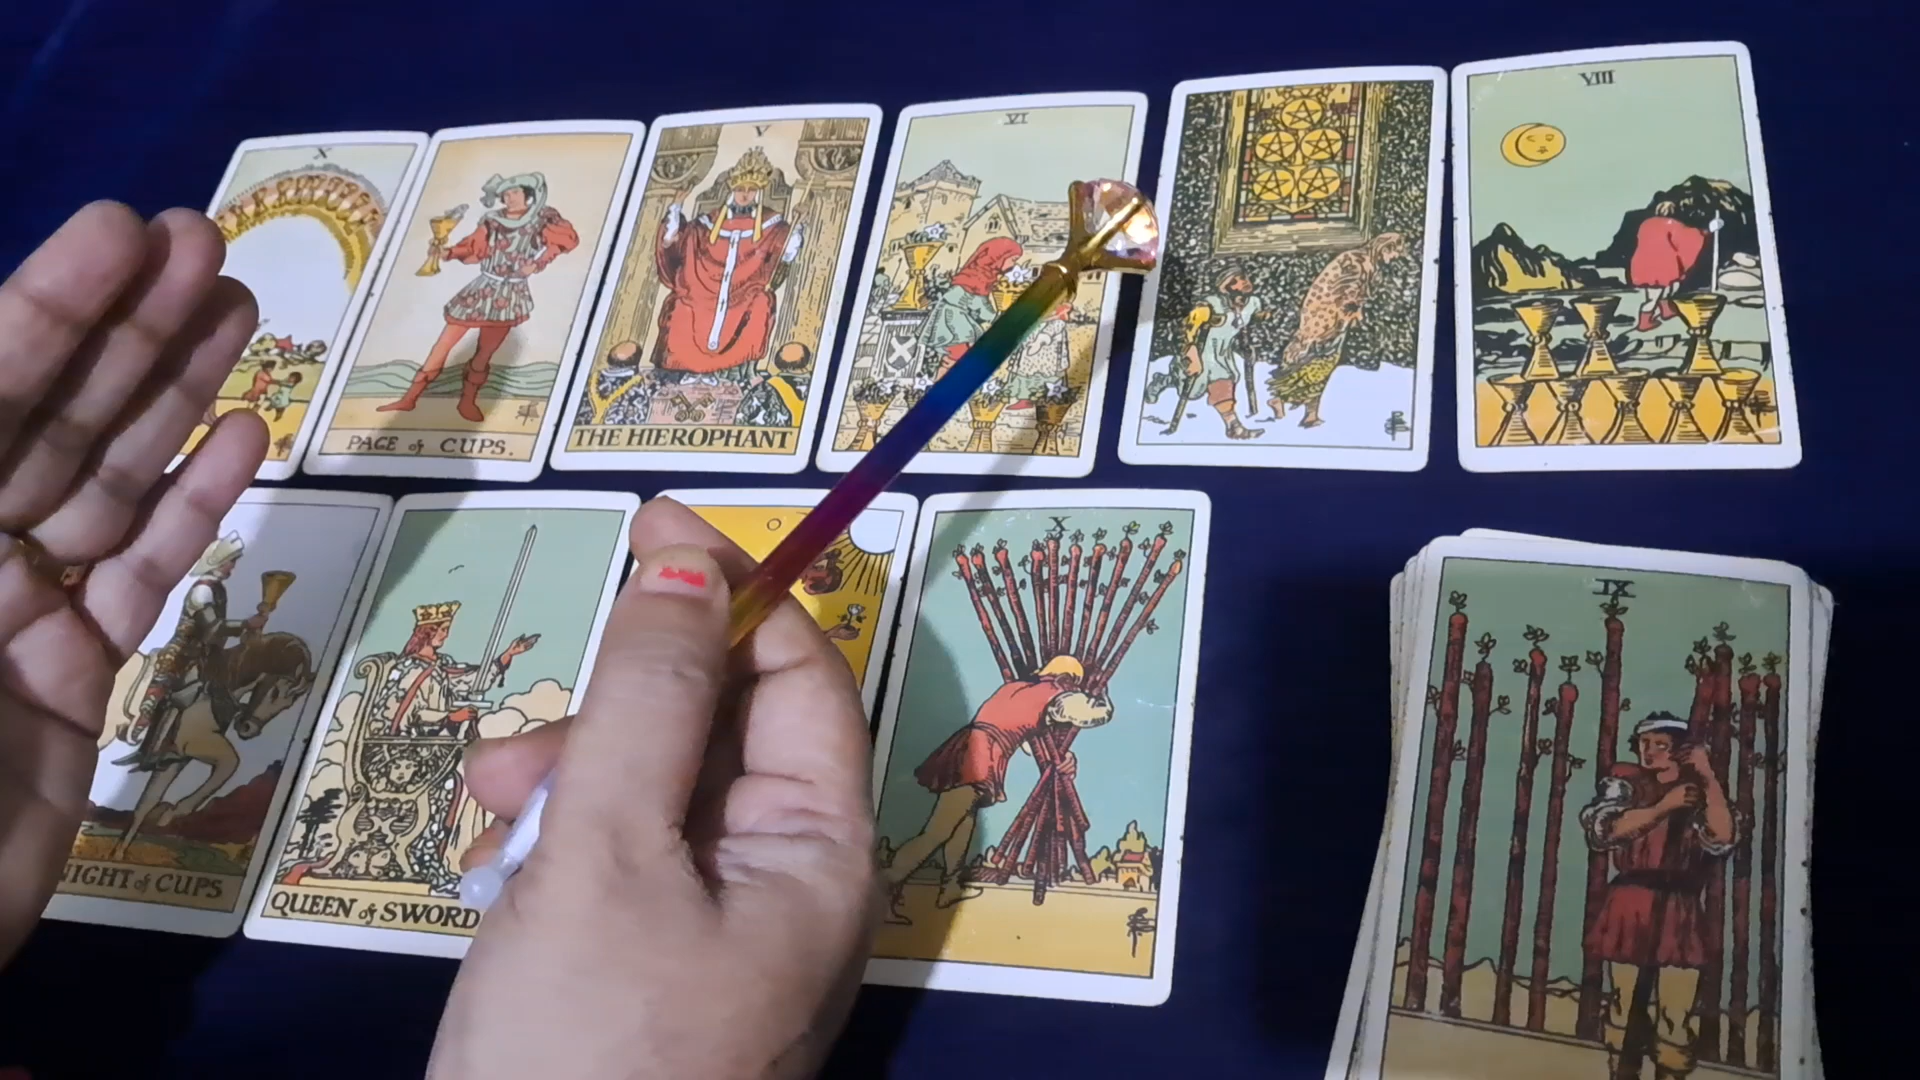 X
PAGE of CUPS.
V
THE HIEROPHANT
VI
VIII
NIGHT of CUPS
QUEEN of SWORD
O
X
IX